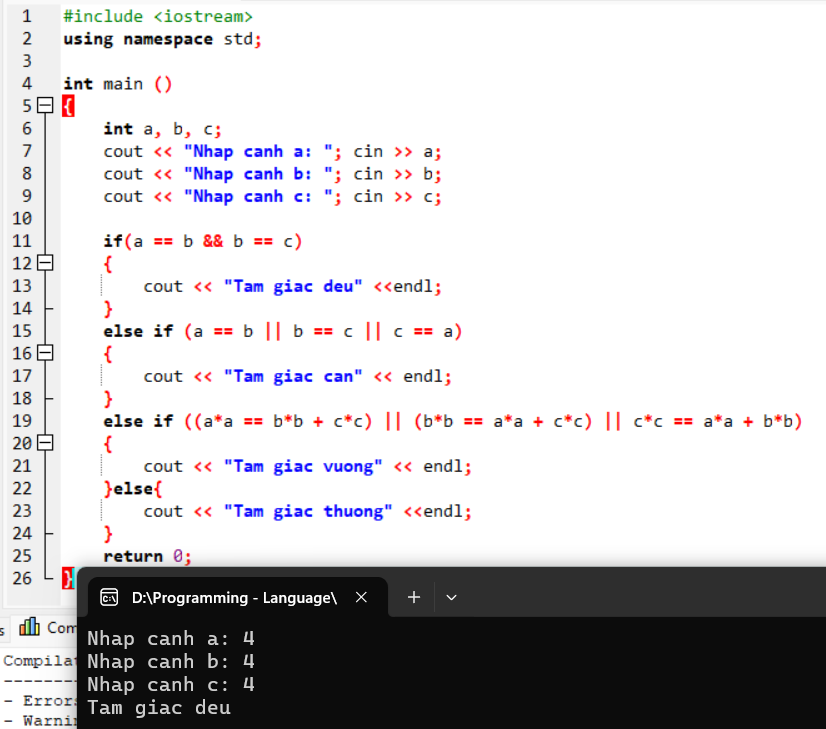 1 #include <iostream>
2 using namespace std;
3
4 int main ()
5 {
6 int a, b, c;
7 cout << "Nhap canh a: "; cin >> a;
8 cout << "Nhap canh b: "; cin >> b;
9 cout << "Nhap canh c: "; cin >> c;
10
11 if(a == b && b == c)
12 {
13 cout << "Tam giac deu" <<endl;
14 }
15 else if (a == b || b == c || c == a)
16 {
17 cout << "Tam giac can" << endl;
18 }
19 else if ((a*a == b*b + c*c) || (b*b == a*a + c*c) || c*c == a*a + b*b)
20 {
21 cout << "Tam giac vuong" << endl;
22 }else{
23 cout << "Tam giac thuong" <<endl;
24 }
25 return 0;
26 }
D:\Programming - Language\
Nhap canh a: 4
Nhap canh b: 4
Nhap canh c: 4
Tam giac deu